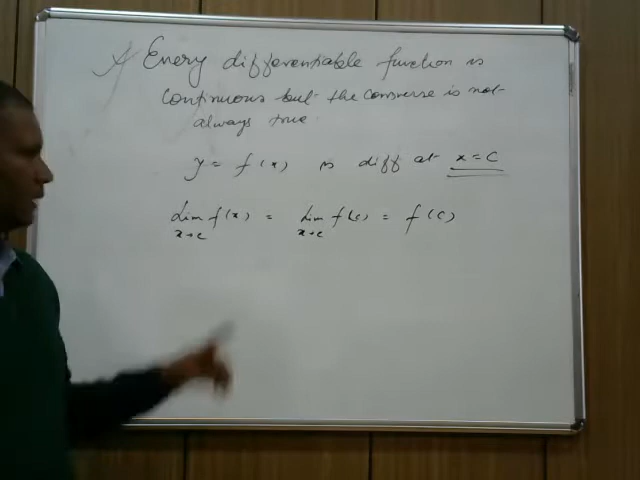 Every differentiable function is
continuous but the converse is not
always true.
y = f(x) is diff at x = c
lim x→c f(x) = lim x→c f(c) = f(c)